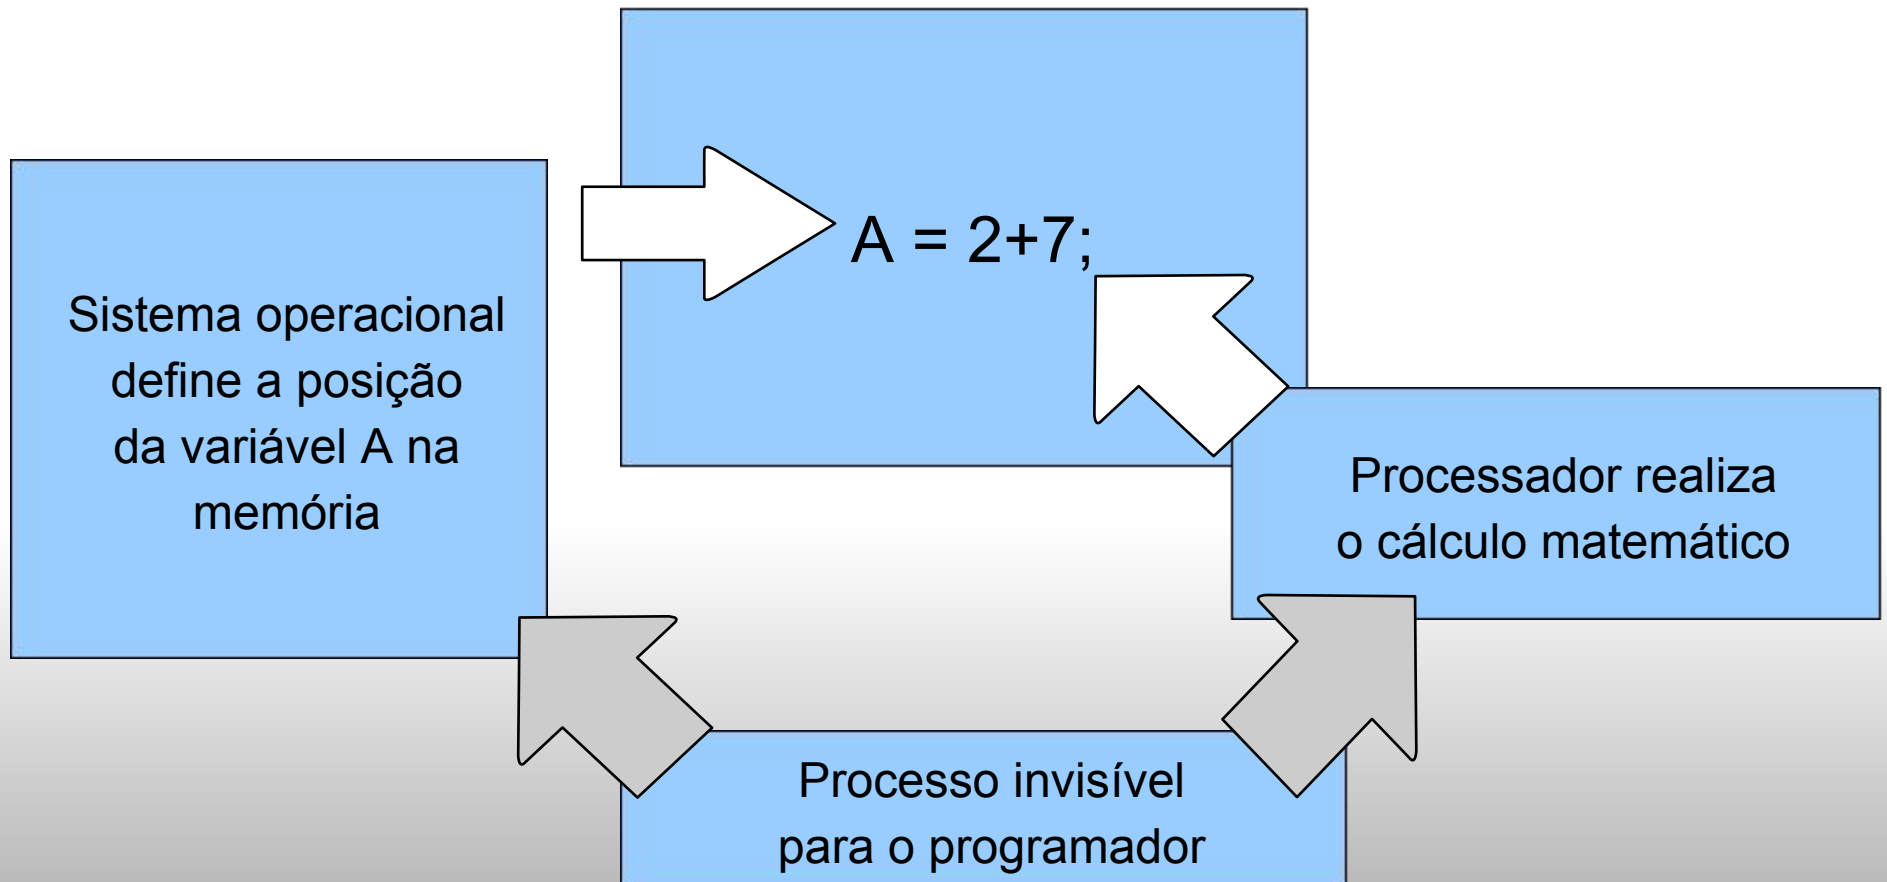 A = 2+7;
Sistema operacional
define a posição
da variável A na
memória
Processador realiza
o cálculo matemático
Processo invisível
para o programador